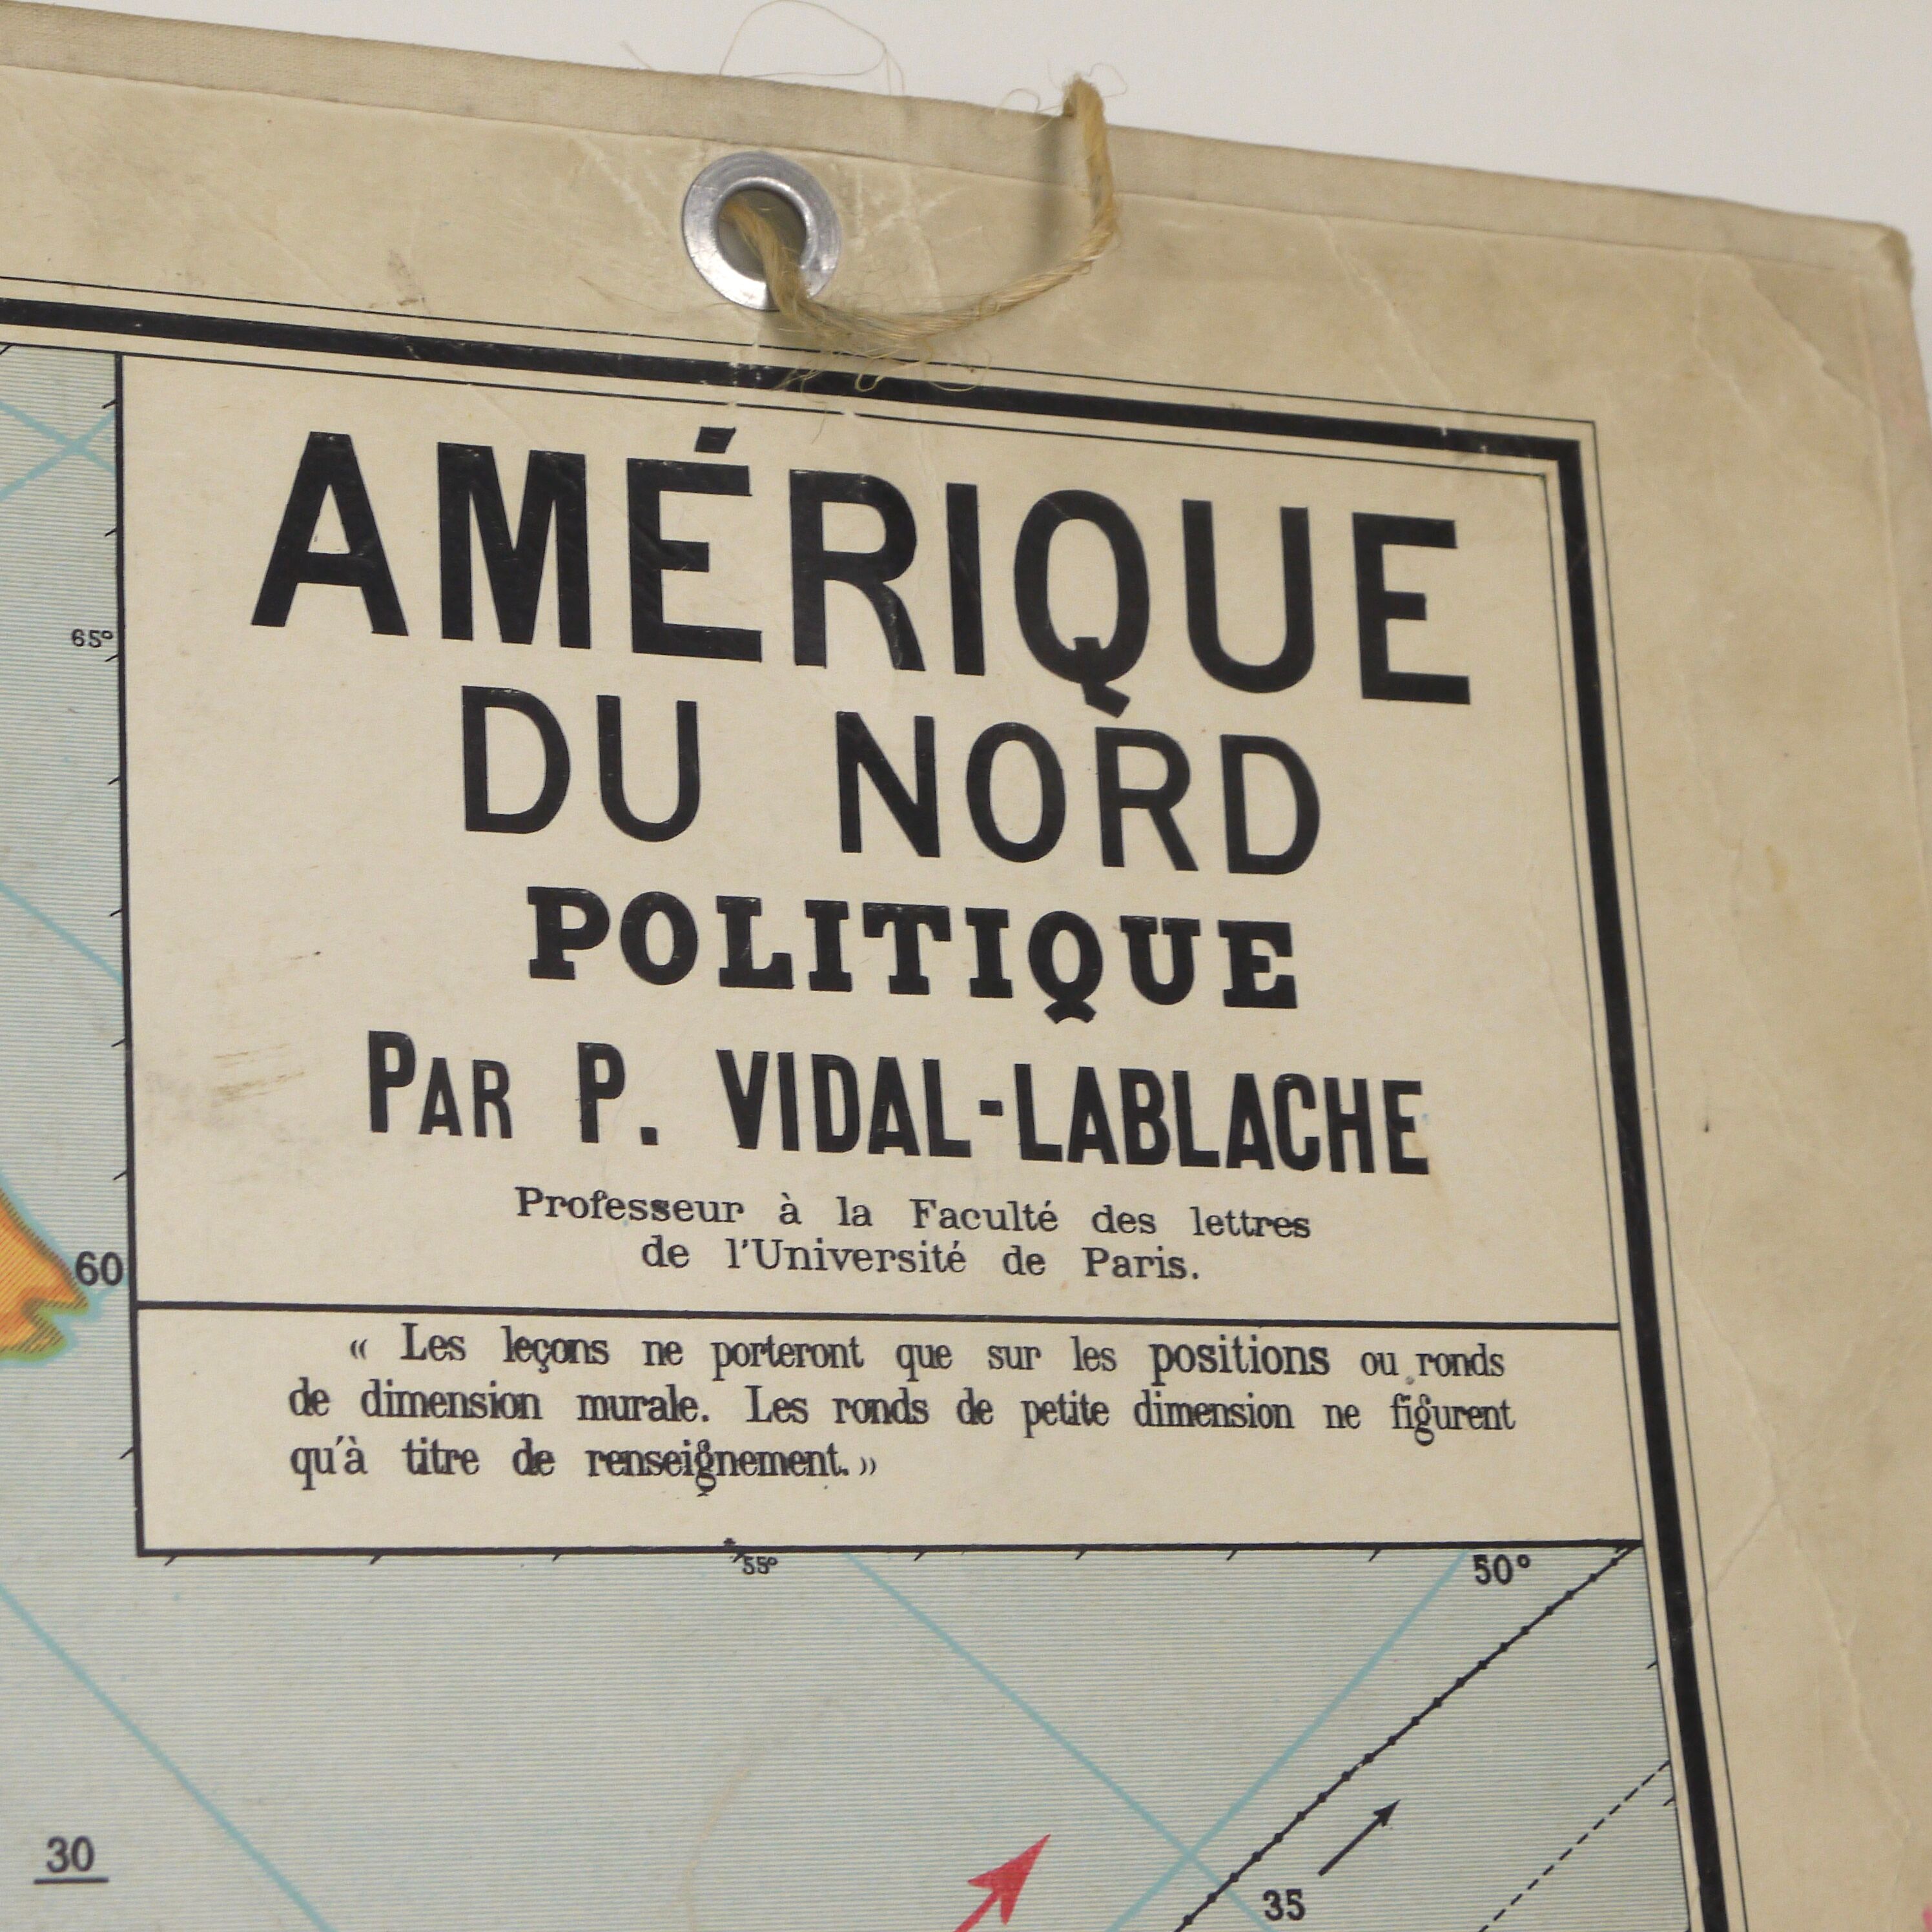 AMÉRIQUE
DU NORD
POLITIQUE
PAR P. VIDAL-LABLACHE
Professeur à la Faculté des lettres
de l'Université de Paris.
« Les leçons ne porteront que sur les positions ou ronds
de dimension murale. Les ronds de petite dimension ne figurent
qu'à titre de renseignement. »
65°
60
55°
50°
30
35